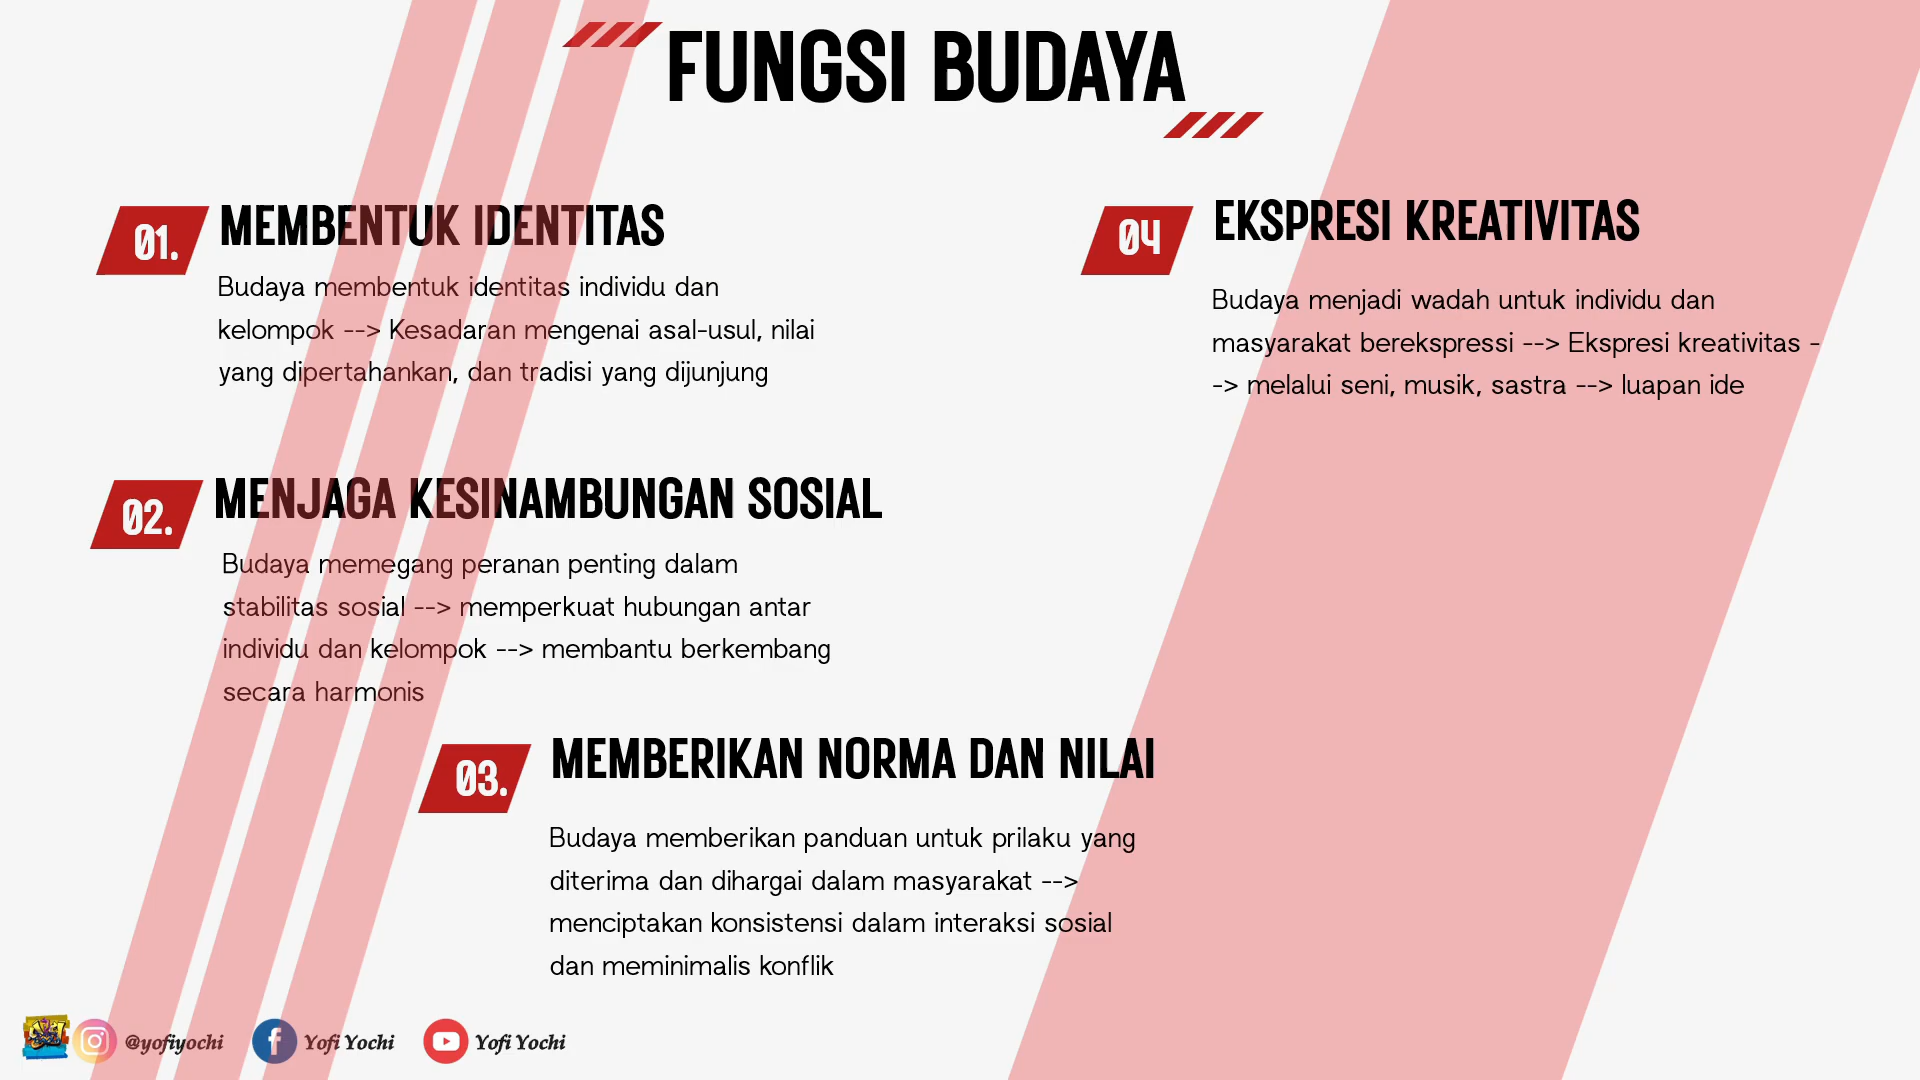 FUNGSI BUDAYA
01.
MEMBENTUK IDENTITAS
Budaya membentuk identitas individu dan
kelompok --> Kesadaran mengenai asal-usul, nilai
yang dipertahankan, dan tradisi yang dijunjung
02.
MENJAGA KESINAMBUNGAN SOSIAL
Budaya memegang peranan penting dalam
stabilitas sosial --> memperkuat hubungan antar
individu dan kelompok --> membantu berkembang
secara harmonis
03.
MEMBERIKAN NORMA DAN NILAI
Budaya memberikan panduan untuk prilaku yang
diterima dan dihargai dalam masyarakat -->
menciptakan konsistensi dalam interaksi sosial
dan meminimalis konflik
04
EKSPRESI KREATIVITAS
Budaya menjadi wadah untuk individu dan
masyarakat berekspressi --> Ekspresi kreativitas -
-> melalui seni, musik, sastra --> luapan ide
@yofiyochi
Yofi Yochi
Yofi Yochi